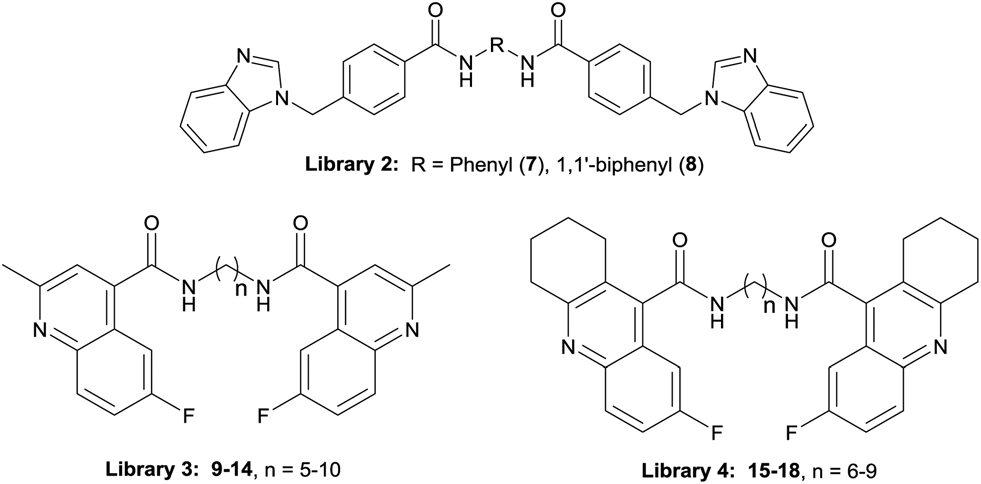 O
O
N
R
N
H
N
H
N
N
N
Library 2: R = Phenyl (7), 1,1'-biphenyl (8)
O
O
N
H
( )n
N
H
N
N
F
F
Library 3: 9-14, n = 5-10
O
O
N
H
( )n
N
H
N
N
F
F
Library 4: 15-18, n = 6-9